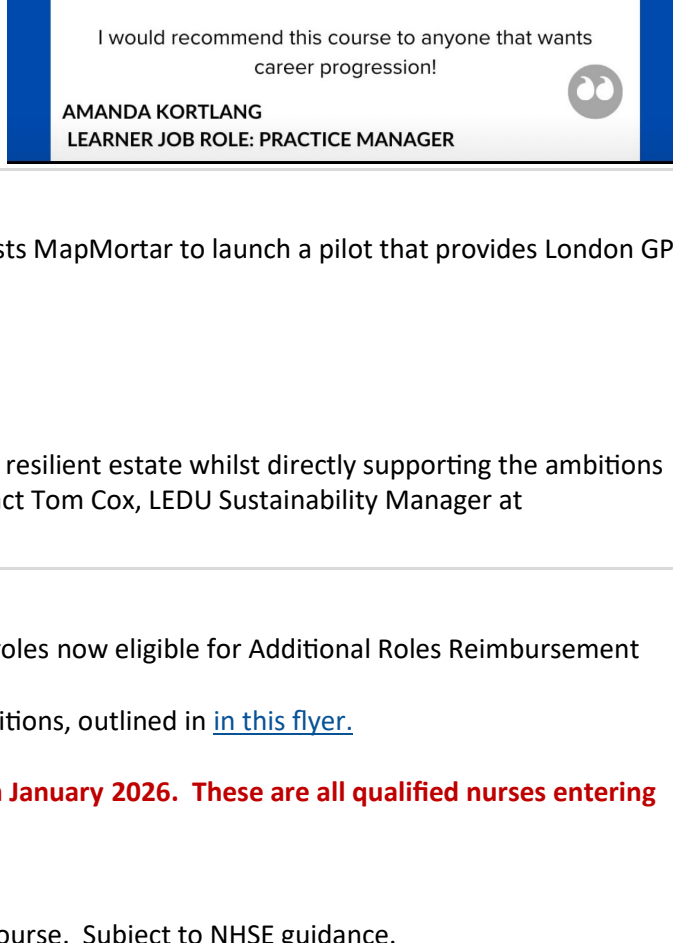 I would recommend this course to anyone that wants
career progression!
AMANDA KORTLANG
LEARNER JOB ROLE: PRACTICE MANAGER
sts MapMortar to launch a pilot that provides London GP
resilient estate whilst directly supporting the ambitions
act Tom Cox, LEDU Sustainability Manager at
roles now eligible for Additional Roles Reimbursement
itions, outlined in in this flyer.
January 2026. These are all qualified nurses entering
ourse. Subject to NHSE guidance.